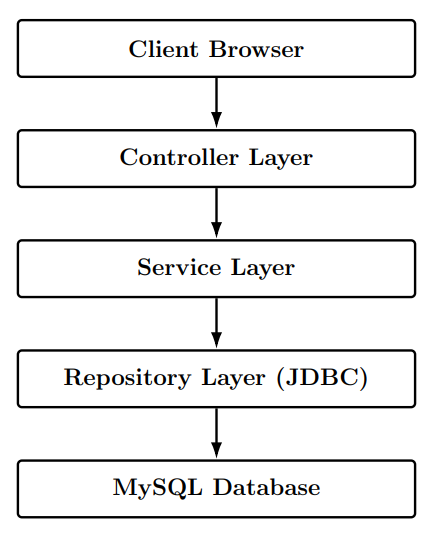 Client Browser
Controller Layer
Service Layer
Repository Layer (JDBC)
MySQL Database